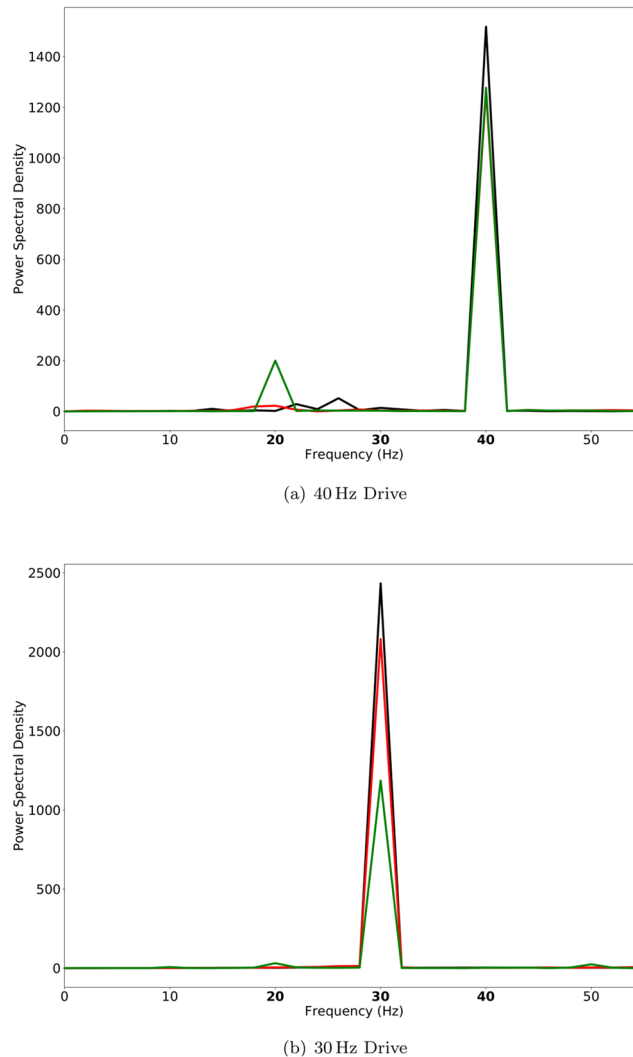 1400
1200
1000
800
600
400
200
0
Power Spectral Density
0 10 20 30 40 50
Frequency (Hz)
(a) 40 Hz Drive
2500
2000
1500
1000
500
0
Power Spectral Density
0 10 20 30 40 50
Frequency (Hz)
(b) 30 Hz Drive